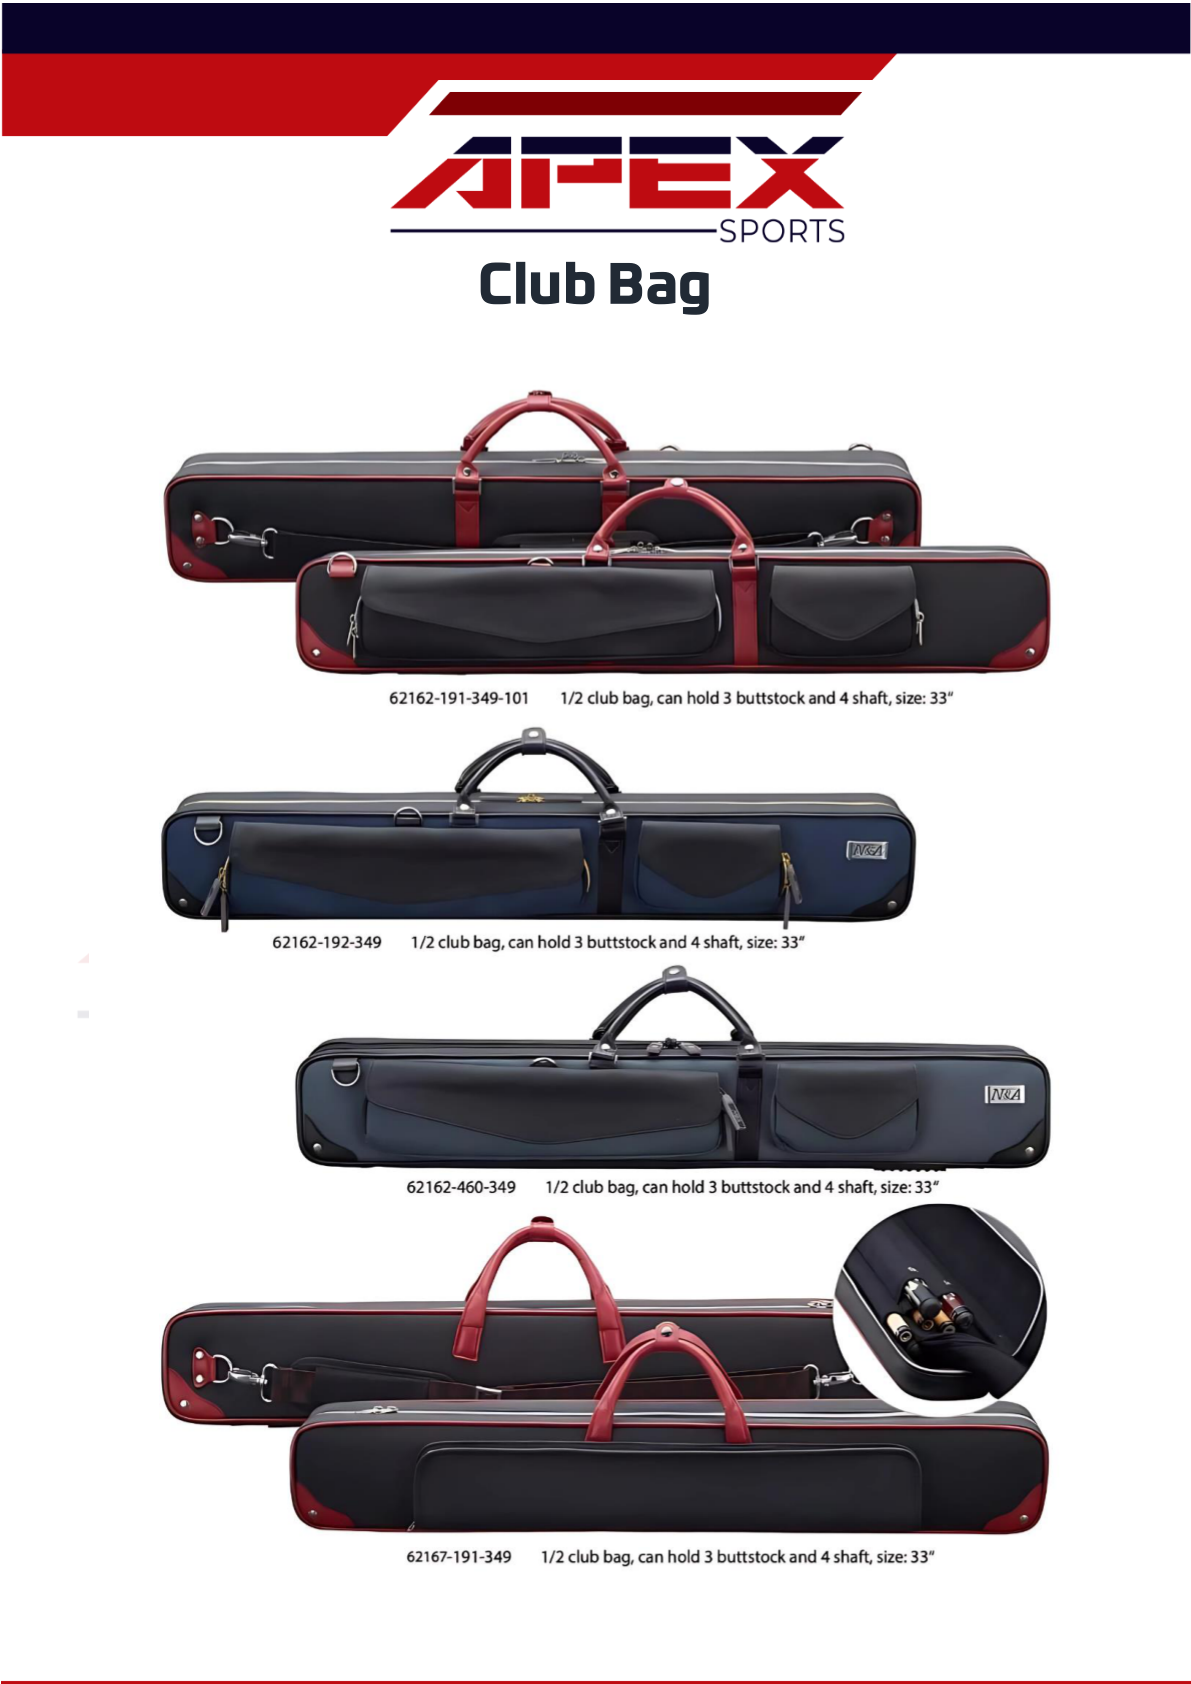 APEX
SPORTS
Club Bag
62162-191-349-101 1/2 club bag, can hold 3 buttstock and 4 shaft, size: 33“
62162-192-349 1/2 club bag, can hold 3 buttstock and 4 shaft, size: 33“
N&A
62162-460-349 1/2 club bag, can hold 3 buttstock and 4 shaft, size: 33“
62167-191-349 1/2 club bag, can hold 3 buttstock and 4 shaft, size: 33“